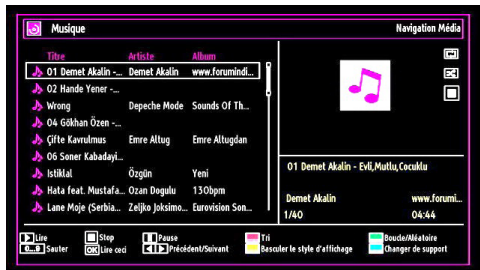 Musique
Navigation Média
Titre Artiste Album
01 Demet Akalin -... Demet Akalin www.forumindi...
02 Hande Yener -...
Wrong Depeche Mode Sounds Of Th...
04 Gökhan Özen -...
Çifte Kavrulmus Emre Altug Emre Altugdan
06 Soner Kabadayi...
Istiklal Özgün Yeni
Hata feat. Mustafa... Ozan Dogulu 130bpm
Lane Moje (Serbia... Zeljko Joksimo... Eurovision Son...
01 Demet Akalin - Evli,Mutlu,Cocuklu
Demet Akalin www.forumi...
1/40 04:44
Lire Stop Pause Tri Boucle/Aléatoire
0...9 Sauter OK Lire ceci Précédent/Suivant Basculer le style d'affichage Changer de support